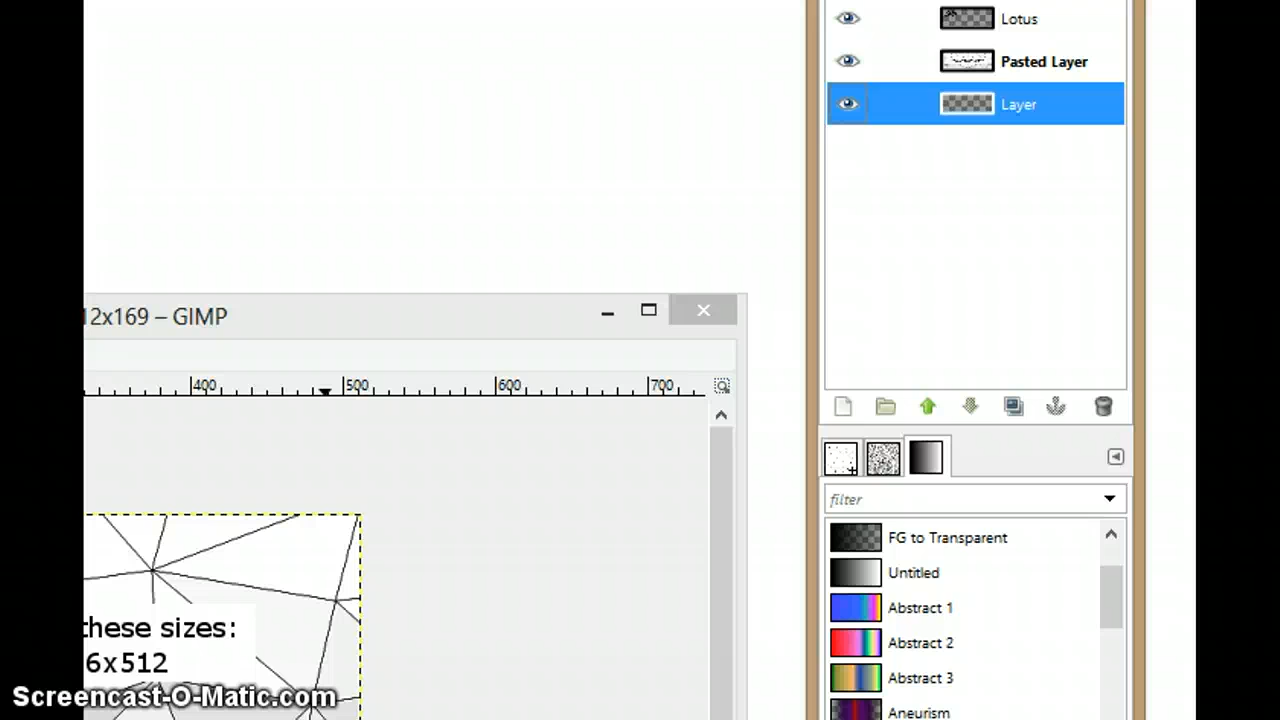 Lotus
Pasted Layer
Layer
12x169 – GIMP
400 500 600 700
filter
FG to Transparent
Untitled
Abstract 1
these sizes:
Abstract 2
6x512
Abstract 3
Screencast-O-Matic.com
Aneurism